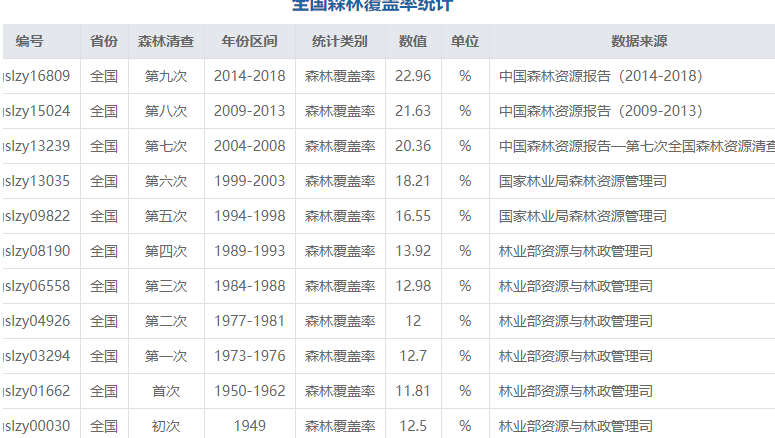 全国森林覆盖率统计
编号 省份 森林清查 年份区间 统计类别 数值 单位 数据来源
slzy16809 全国 第九次 2014-2018 森林覆盖率 22.96 % 中国森林资源报告（2014-2018）
slzy15024 全国 第八次 2009-2013 森林覆盖率 21.63 % 中国森林资源报告（2009-2013）
slzy13239 全国 第七次 2004-2008 森林覆盖率 20.36 % 中国森林资源报告—第七次全国森林资源清查
slzy13035 全国 第六次 1999-2003 森林覆盖率 18.21 % 国家林业局森林资源管理司
slzy09822 全国 第五次 1994-1998 森林覆盖率 16.55 % 国家林业局森林资源管理司
slzy08190 全国 第四次 1989-1993 森林覆盖率 13.92 % 林业部资源与林政管理司
slzy06558 全国 第三次 1984-1988 森林覆盖率 12.98 % 林业部资源与林政管理司
slzy04926 全国 第二次 1977-1981 森林覆盖率 12 % 林业部资源与林政管理司
slzy03294 全国 第一次 1973-1976 森林覆盖率 12.7 % 林业部资源与林政管理司
slzy01662 全国 首次 1950-1962 森林覆盖率 11.81 % 林业部资源与林政管理司
slzy00030 全国 初次 1949 森林覆盖率 12.5 % 林业部资源与林政管理司